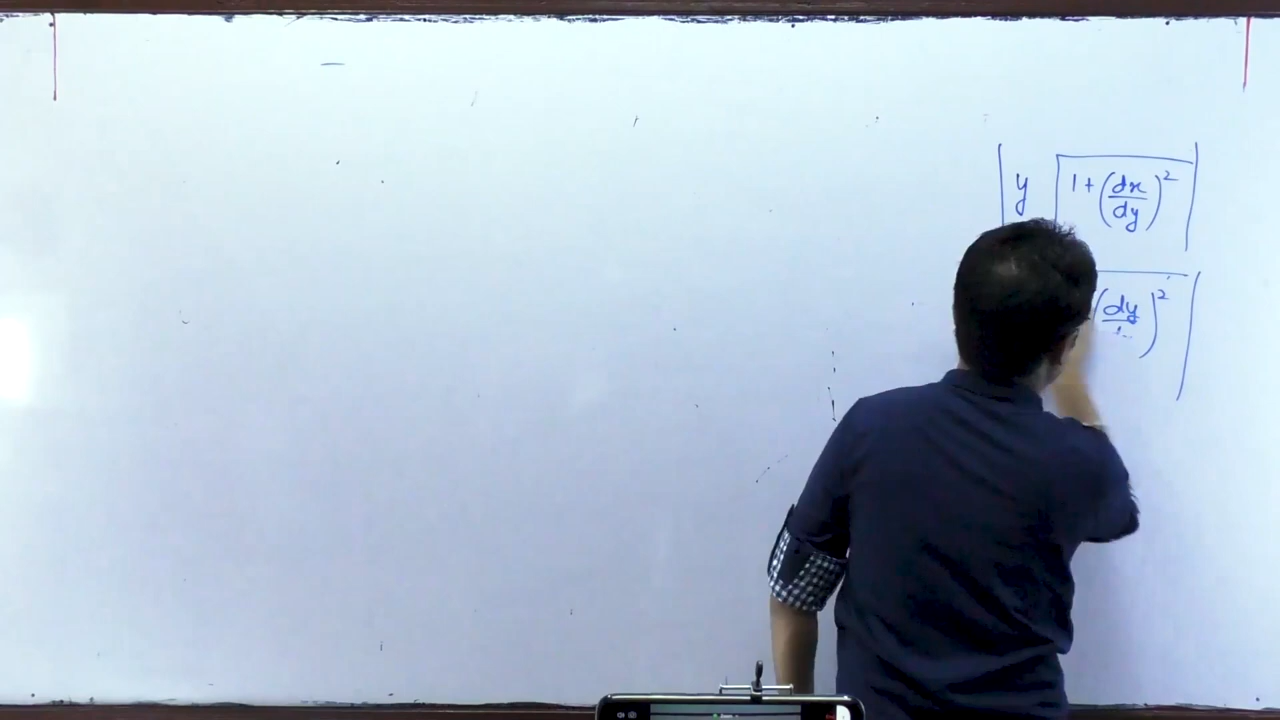 | y √(1 + (dx/dy)²) |
(dy/
)² |